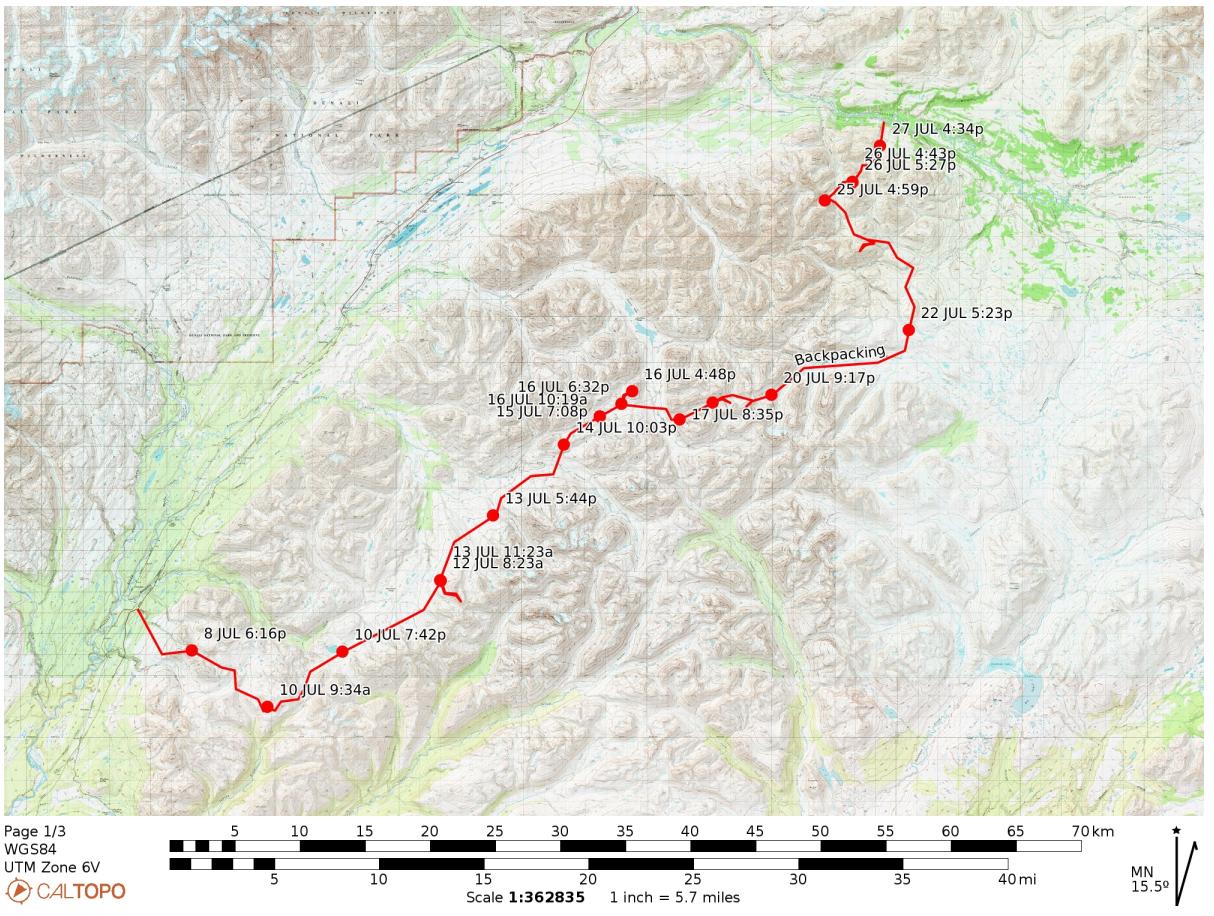 DENALI
NATIONAL PARK
27 JUL 4:34p
26 JUL 4:43p
26 JUL 5:27p
25 JUL 4:59p
22 JUL 5:23p
Backpacking
20 JUL 9:17p
16 JUL 4:48p
16 JUL 6:32p
16 JUL 10:19a
15 JUL 7:08p
17 JUL 8:35p
14 JUL 10:03p
13 JUL 5:44p
13 JUL 11:23a
12 JUL 8:23a
8 JUL 6:16p
10 JUL 7:42p
10 JUL 9:34a
Page 1/3
WGS84
UTM Zone 6V
CALTOPO
5 10 15 20 25 30 35 40 45 50 55 60 65 70 km
5 10 15 20 25 30 35 40 mi
Scale 1:362835 1 inch = 5.7 miles
MN
15.5º